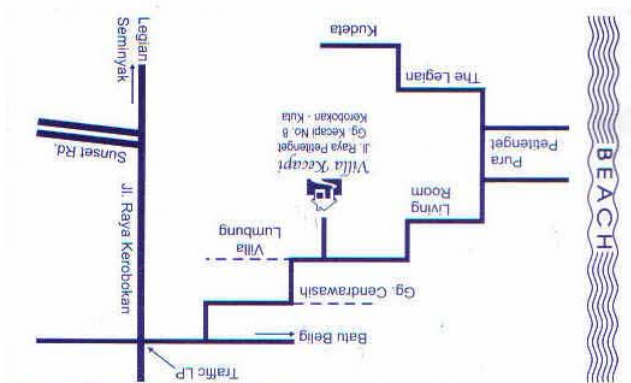 Traffic LP
Batu Belig
Gg. Cendrawasih
Villa
Lumbung
Jl. Raya Kerobokan
Living
Room
Villa Kecapi
Jl. Raya Petitenget
Gg. Kecapi No. 8
Kerobokan - Kuta
BEACH
Pura
Petitenget
Sunset Rd.
The Legian
Kudeta
Legian
Seminyak